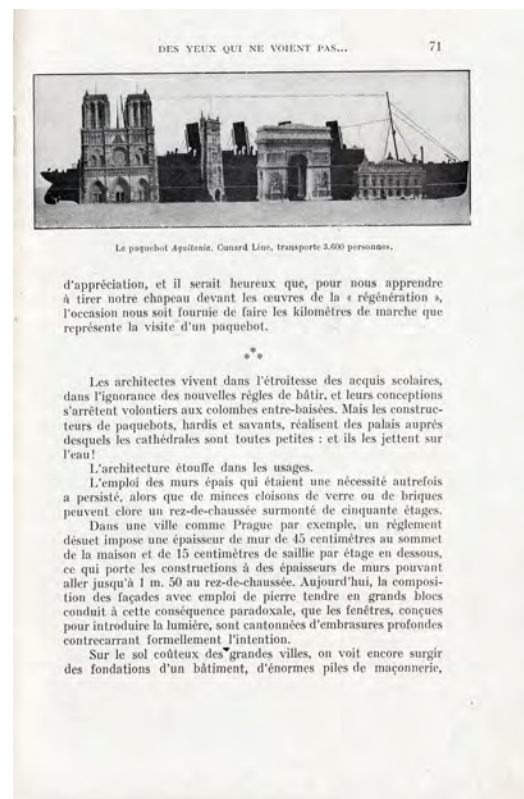 DES YEUX QUI NE VOIENT PAS... 71
Le paquebot Aquitania, Cunard Line, transporte 3.600 personnes.
d'appréciation, et il serait heureux que, pour nous apprendre
à tirer notre chapeau devant les œuvres de la « régénération »,
l'occasion nous soit fournie de faire les kilomètres de marche que
représente la visite d'un paquebot.
***
Les architectes vivent dans l'étroitesse des acquis scolaires,
dans l'ignorance des nouvelles règles de bâtir, et leurs conceptions
s'arrêtent volontiers aux colombes entre-baisées. Mais les construc-
teurs de paquebots, hardis et savants, réalisent des palais auprès
desquels les cathédrales sont toutes petites : et ils les jettent sur
l'eau!
L'architecture étouffe dans les usages.
L'emploi des murs épais qui étaient une nécessité autrefois
a persisté, alors que de minces cloisons de verre ou de briques
peuvent clore un rez-de-chaussée surmonté de cinquante étages.
Dans une ville comme Prague par exemple, un règlement
désuet impose une épaisseur de mur de 45 centimètres au sommet
de la maison et de 15 centimètres de saillie par étage en dessous,
ce qui porte les constructions à des épaisseurs de murs pouvant
aller jusqu'à 1 m. 50 au rez-de-chaussée. Aujourd'hui, la composi-
tion des façades avec emploi de pierre tendre en grands blocs
conduit à cette conséquence paradoxale, que les fenêtres, conçues
pour introduire la lumière, sont cantonnées d'embrasures profondes
contrecarrant formellement l'intention.
Sur le sol coûteux des grandes villes, on voit encore surgir
des fondations d'un bâtiment, d'énormes piles de maçonnerie,